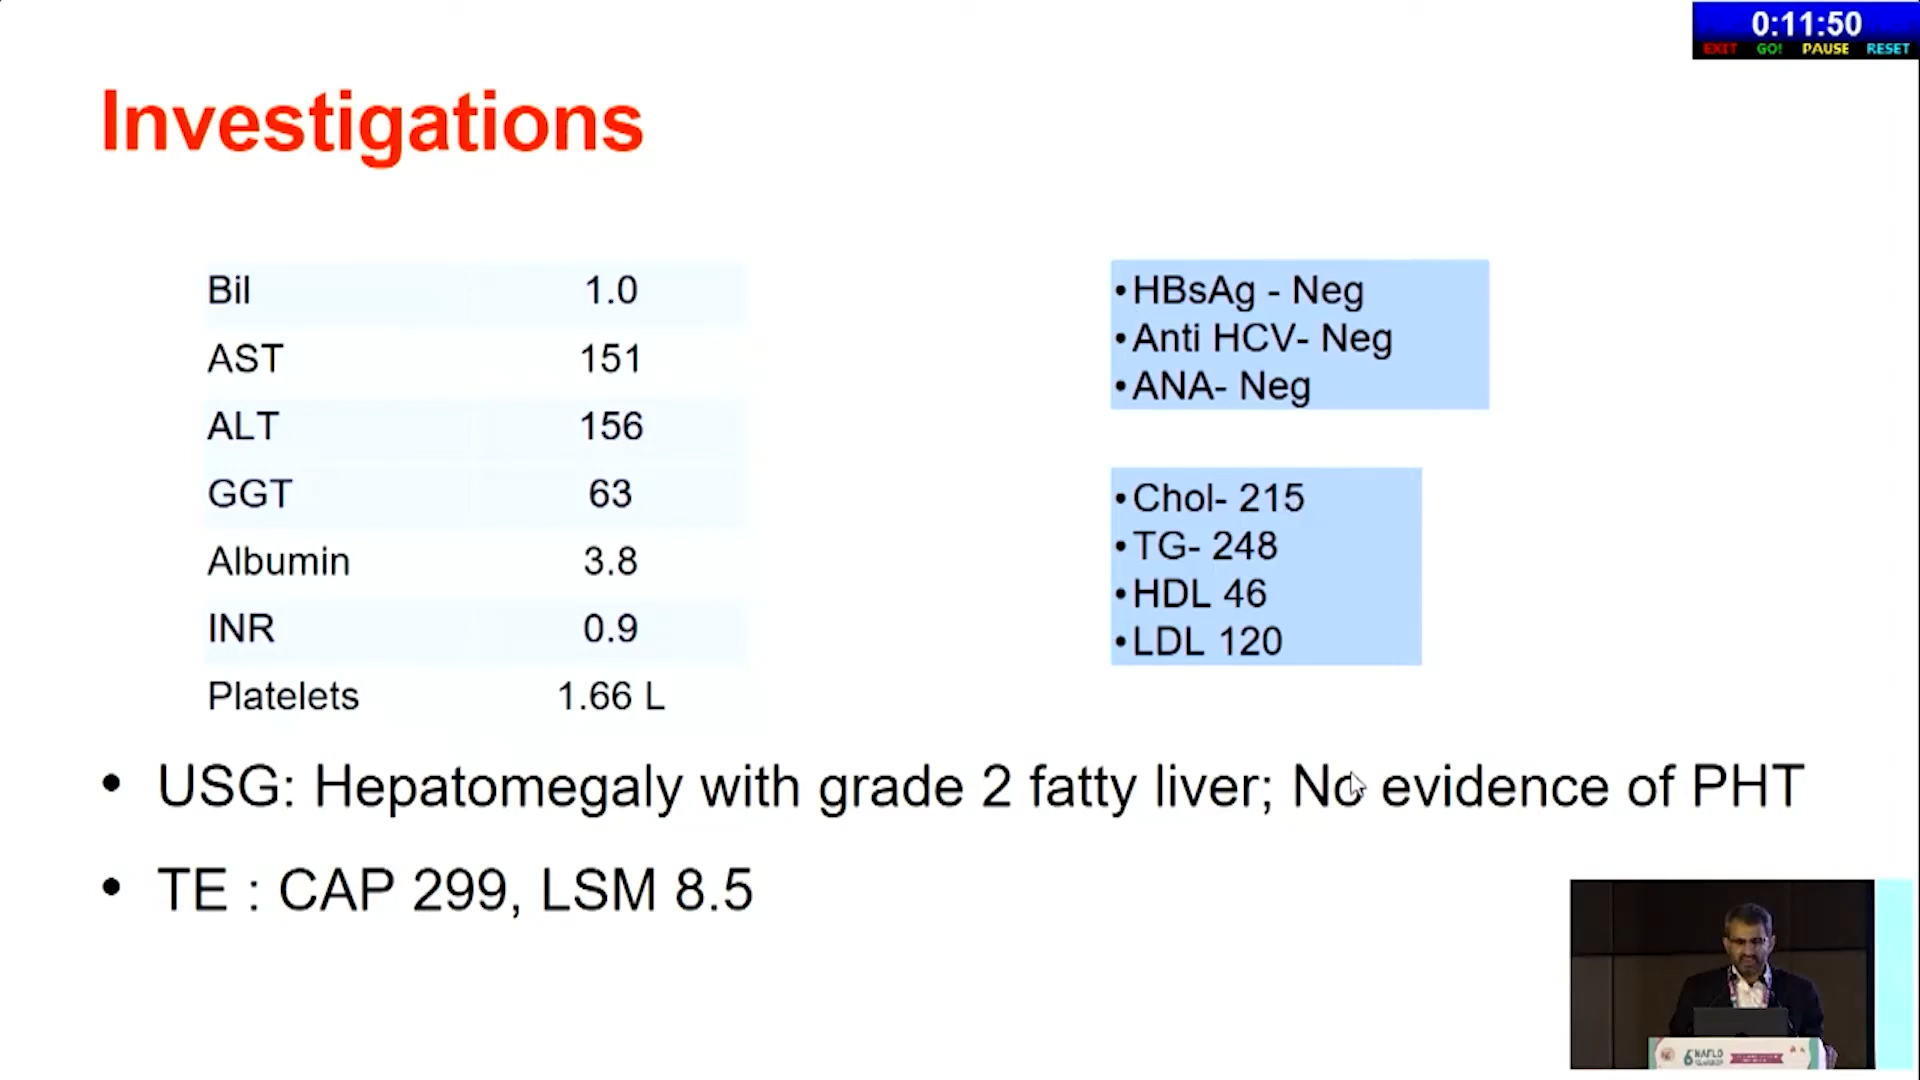 0:11:50
EXIT GO! PAUSE RESET
Investigations
Bil 1.0
AST 151
ALT 156
GGT 63
Albumin 3.8
INR 0.9
Platelets 1.66 L
•HBsAg - Neg
•Anti HCV- Neg
•ANA- Neg
•Chol- 215
•TG- 248
•HDL 46
•LDL 120
• USG: Hepatomegaly with grade 2 fatty liver; No evidence of PHT
• TE : CAP 299, LSM 8.5
6 NAFLD